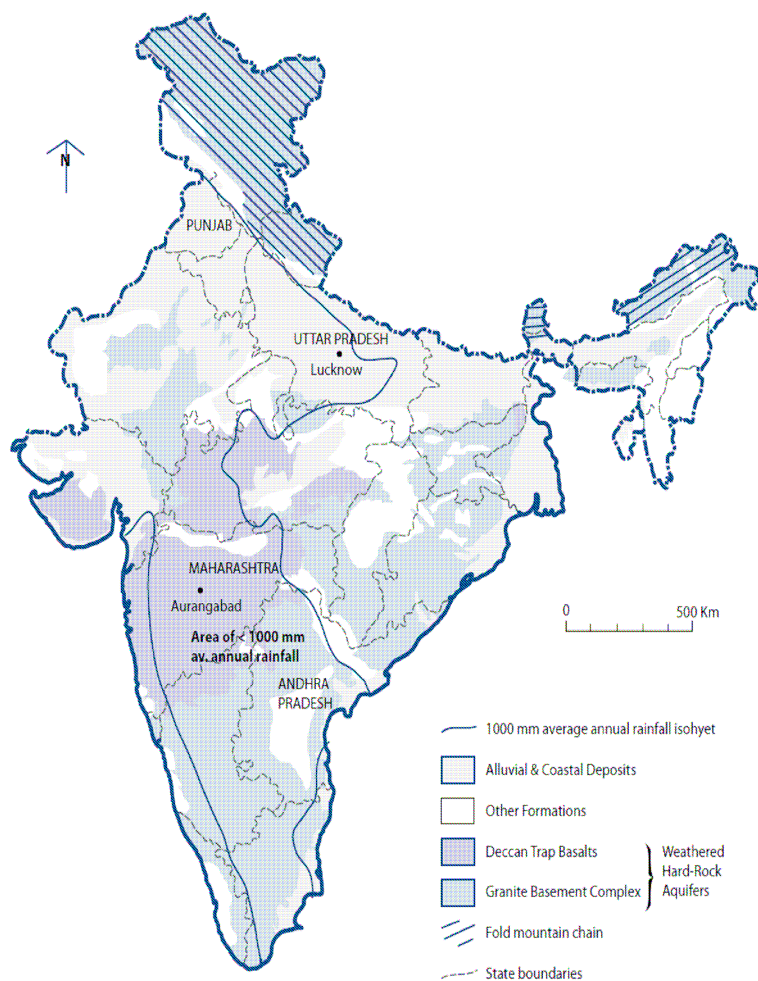 N
PUNJAB
UTTAR PRADESH
Lucknow
MAHARASHTRA
Aurangabad
Area of < 1000 mm
av. annual rainfall
ANDHRA
PRADESH
0 500 Km
1000 mm average annual rainfall isohyet
Alluvial & Coastal Deposits
Other Formations
Deccan Trap Basalts
Granite Basement Complex
Weathered
Hard-Rock
Aquifers
Fold mountain chain
State boundaries